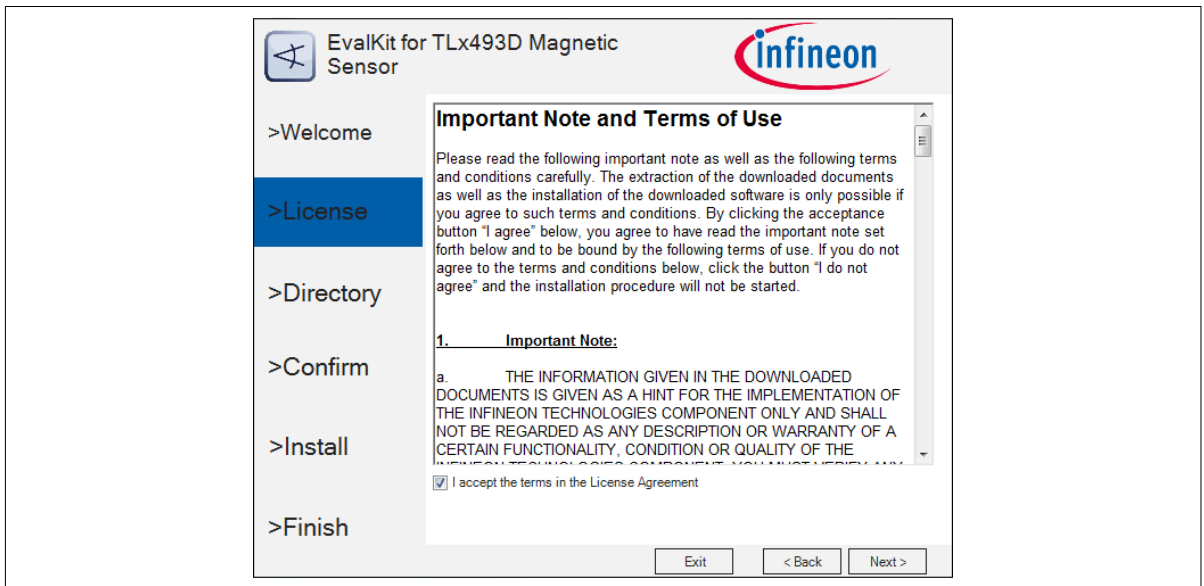 EvalKit for TLx493D Magnetic
Sensor
infineon
>Welcome
>License
>Directory
>Confirm
>Install
>Finish
Important Note and Terms of Use
Please read the following important note as well as the following terms
and conditions carefully. The extraction of the downloaded documents
as well as the installation of the downloaded software is only possible if
you agree to such terms and conditions. By clicking the acceptance
button “I agree” below, you agree to have read the important note set
forth below and to be bound by the following terms of use. If you do not
agree to the terms and conditions below, click the button “I do not
agree” and the installation procedure will not be started.
1. Important Note:
a. THE INFORMATION GIVEN IN THE DOWNLOADED
DOCUMENTS IS GIVEN AS A HINT FOR THE IMPLEMENTATION OF
THE INFINEON TECHNOLOGIES COMPONENT ONLY AND SHALL
NOT BE REGARDED AS ANY DESCRIPTION OR WARRANTY OF A
CERTAIN FUNCTIONALITY, CONDITION OR QUALITY OF THE
INFINEON TECHNOLOGIES COMPONENT. YOU MUST VERIFY ANY
I accept the terms in the License Agreement
Exit
< Back
Next >